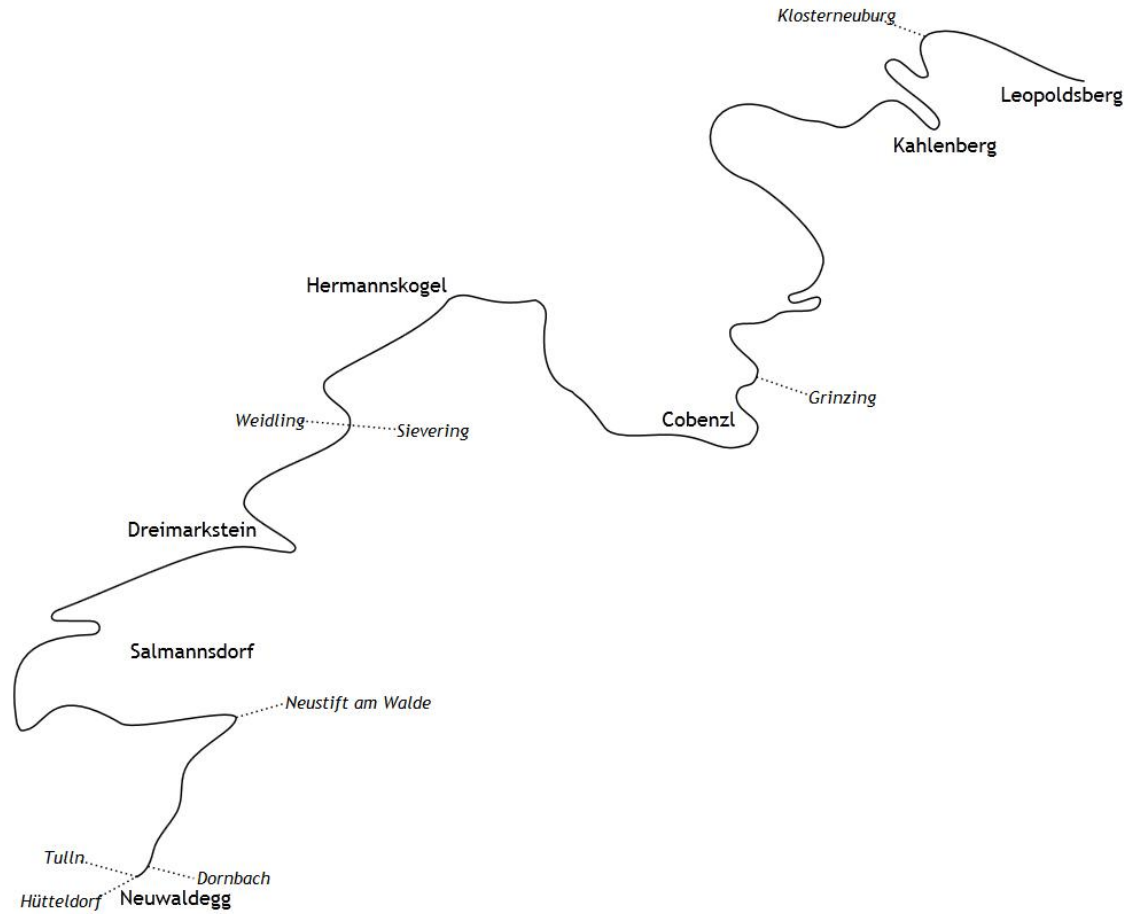 Klosterneuburg
Leopoldsberg
Kahlenberg
Hermannskogel
Grinzing
Cobenzl
Weidling
Sievering
Dreimarkstein
Salmannsdorf
Neustift am Walde
Tulln
Dornbach
Hütteldorf
Neuwaldegg